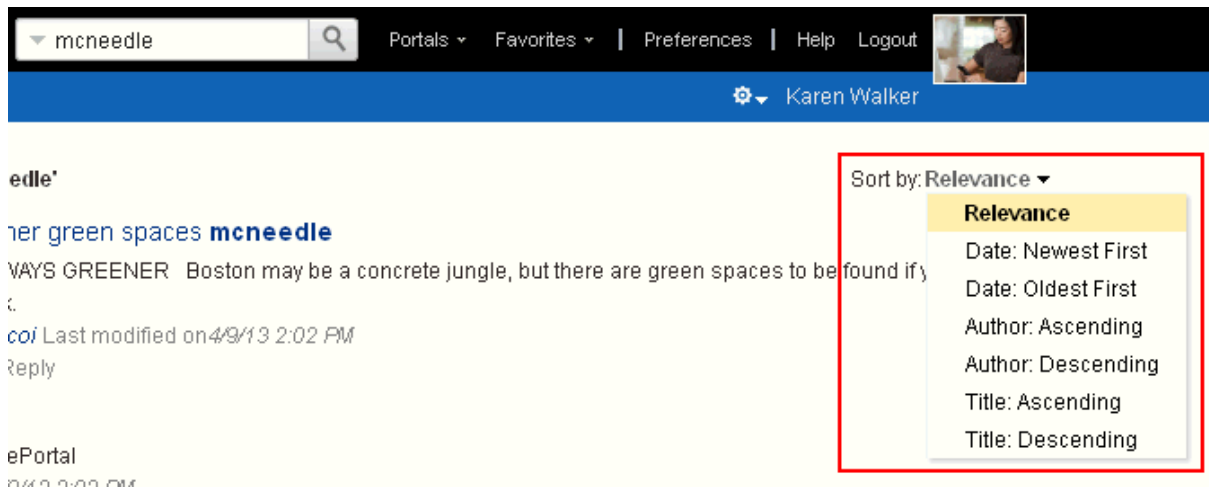 mcneedle
Portals Favorites | Preferences | Help Logout
Karen Walker
edle'
Sort by: Relevance
Relevance
Date: Newest First
Date: Oldest First
Author: Ascending
Author: Descending
Title: Ascending
Title: Descending
ner green spaces mcneedle
WAYS GREENER Boston may be a concrete jungle, but there are green spaces to be found if y
k.
coi Last modified on 4/9/13 2:02 PM
Reply
ePortal